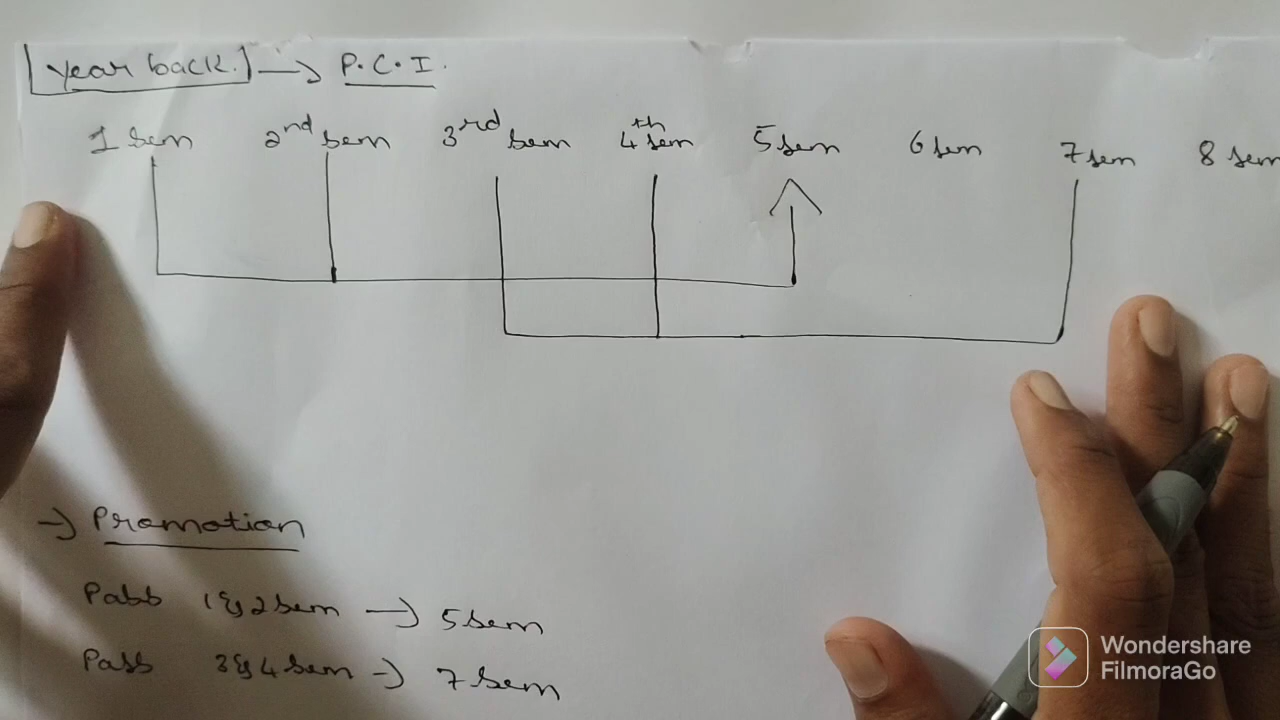 Year back. → P.C.I.
1 sem 2nd sem 3rd sem 4th sem 5 sem 6 sem 7 sem 8 sem
→ Promotion
Pass 1 & 2 sem → 5 sem
Pass 3 & 4 sem → 7 sem
Wondershare
FilmoraGo